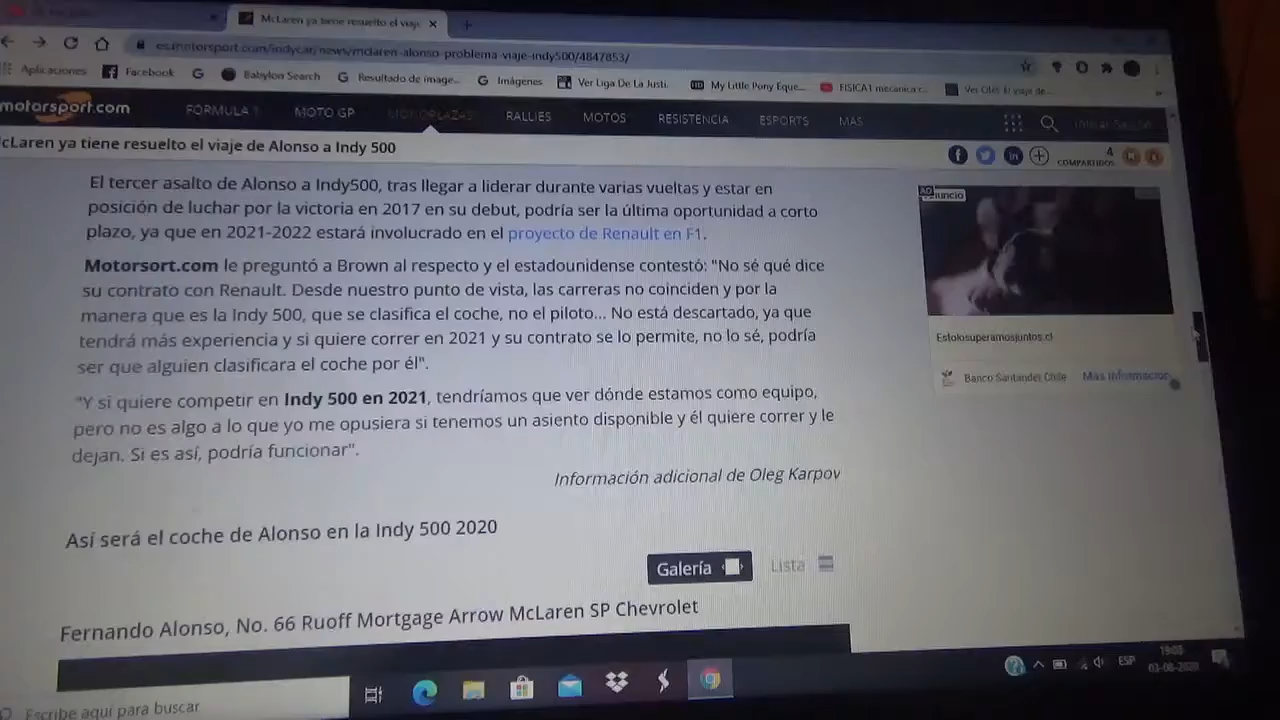 McLaren ya tiene resuelto el viaje
es.motorsport.com/indycar/news/mclaren-alonso-problema-viaje-indy500/4847853/
Aplicaciones Facebook Babylon Search Resultado de image... Imágenes Ver Liga De La Justi.. My Little Pony Eque... FISICA1 mecanica c...
motorsport.com FORMULA 1 MOTO GP MONOPLAZAS RALLIES MOTOS RESISTENCIA ESPORTS MÁS
cLaren ya tiene resuelto el viaje de Alonso a Indy 500
4
COMPARTIDOS
El tercer asalto de Alonso a Indy500, tras llegar a liderar durante varias vueltas y estar en
posición de luchar por la victoria en 2017 en su debut, podría ser la última oportunidad a corto
plazo, ya que en 2021-2022 estará involucrado en el proyecto de Renault en F1.
Motorsort.com le preguntó a Brown al respecto y el estadounidense contestó: "No sé qué dice
su contrato con Renault. Desde nuestro punto de vista, las carreras no coinciden y por la
manera que es la Indy 500, que se clasifica el coche, no el piloto... No está descartado, ya que
tendrá más experiencia y si quiere correr en 2021 y su contrato se lo permite, no lo sé, podría
ser que alguien clasificara el coche por él".
"Y si quiere competir en Indy 500 en 2021, tendríamos que ver dónde estamos como equipo,
pero no es algo a lo que yo me opusiera si tenemos un asiento disponible y él quiere correr y le
dejan. Si es así, podría funcionar".
Información adicional de Oleg Karpov
AD
Estolosuperamosjuntos.cl
Banco Santander Chile Más información
Así será el coche de Alonso en la Indy 500 2020
Galería Lista
Fernando Alonso, No. 66 Ruoff Mortgage Arrow McLaren SP Chevrolet
Escribe aquí para buscar
ESP
19:08
03-08-2020